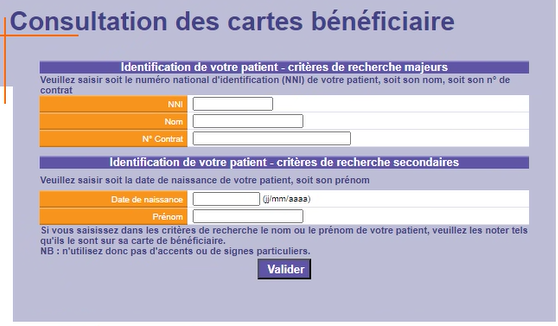 Consultation des cartes bénéficiaire
Identification de votre patient - critères de recherche majeurs
Veuillez saisir soit le numéro national d'identification (NNI) de votre patient, soit son nom, soit son n° de
contrat
NNI
Nom
N° Contrat
Identification de votre patient - critères de recherche secondaires
Veuillez saisir soit la date de naissance de votre patient, soit son prénom
Date de naissance (jj/mm/aaaa)
Prénom
Si vous saisissez dans les critères de recherche le nom ou le prénom de votre patient, veuillez les noter tels
qu'ils le sont sur sa carte de bénéficiaire.
NB : n'utilisez donc pas d'accents ou de signes particuliers.
Valider